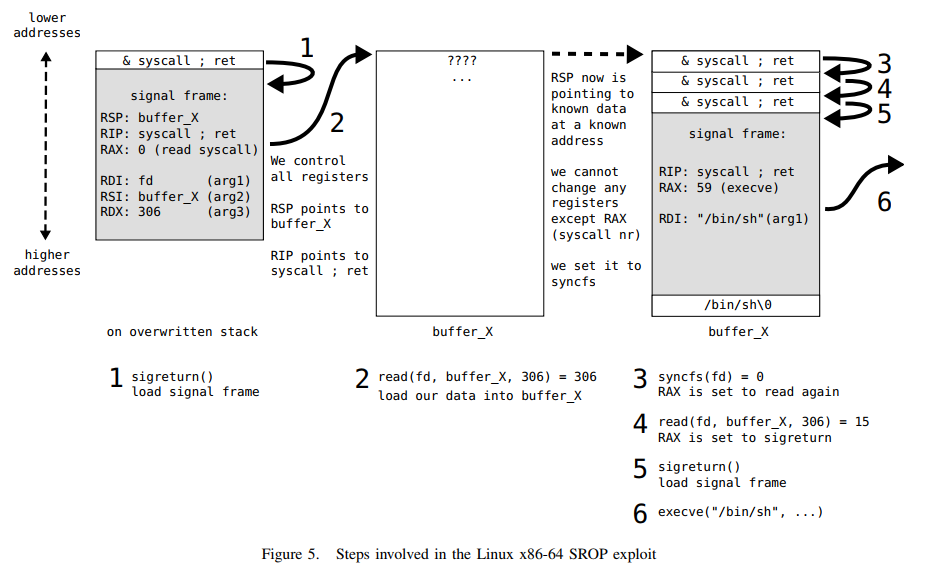 lower
addresses
higher
addresses
& syscall ; ret
signal frame:
RSP: buffer_X
RIP: syscall ; ret
RAX: 0 (read syscall)
RDI: fd (arg1)
RSI: buffer_X (arg2)
RDX: 306 (arg3)
on overwritten stack
1
2
We control
all registers
RSP points to
buffer_X
RIP points to
syscall ; ret
????
...
buffer_X
RSP now is
pointing to
known data
at a known
address
we cannot
change any
registers
except RAX
(syscall nr)
we set it to
syncfs
& syscall ; ret
& syscall ; ret
& syscall ; ret
signal frame:
RIP: syscall ; ret
RAX: 59 (execve)
RDI: "/bin/sh"(arg1)
/bin/sh\0
buffer_X
3
4
5
6
1 sigreturn()
load signal frame
2 read(fd, buffer_X, 306) = 306
load our data into buffer_X
3 syncfs(fd) = 0
RAX is set to read again
4 read(fd, buffer_X, 306) = 15
RAX is set to sigreturn
5 sigreturn()
load signal frame
6 execve("/bin/sh", ...)
Figure 5. Steps involved in the Linux x86-64 SROP exploit